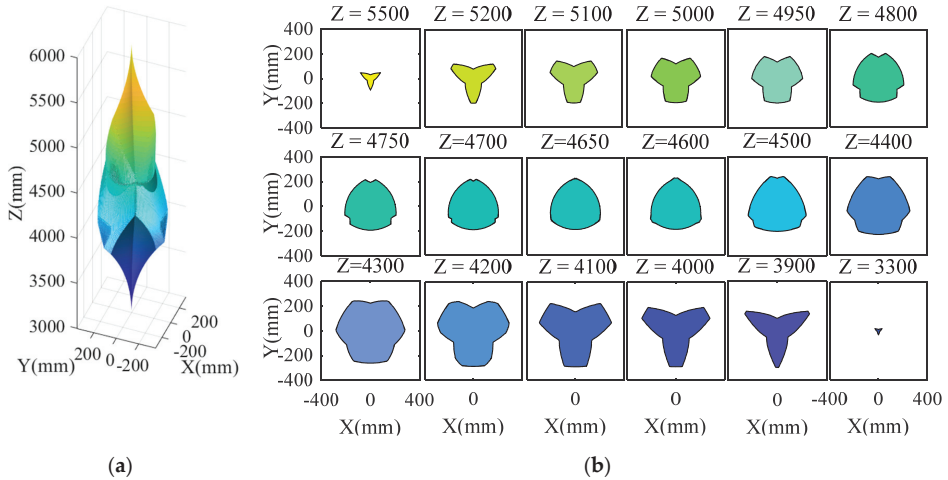 6000
5500
5000
4500
4000
3500
3000
Z(mm)
Y(mm)
200
0
-200
200
0
-200
X(mm)
(a)
Z = 5500
Z = 5200
Z = 5100
Z = 5000
Z = 4950
Z = 4800
400
200
0
-200
-400
Y(mm)
Z = 4750
Z = 4700
Z=4650
Z=4600
Z=4500
Z=4400
400
200
0
-200
-400
Y(mm)
Z=4300
Z = 4200
Z = 4100
Z = 4000
Z = 3900
Z = 3300
400
200
0
-200
-400
Y(mm)
-400 0 400
0
0
0
0
-400 0 400
X(mm)
X(mm)
X(mm)
X(mm)
X(mm)
X(mm)
(b)